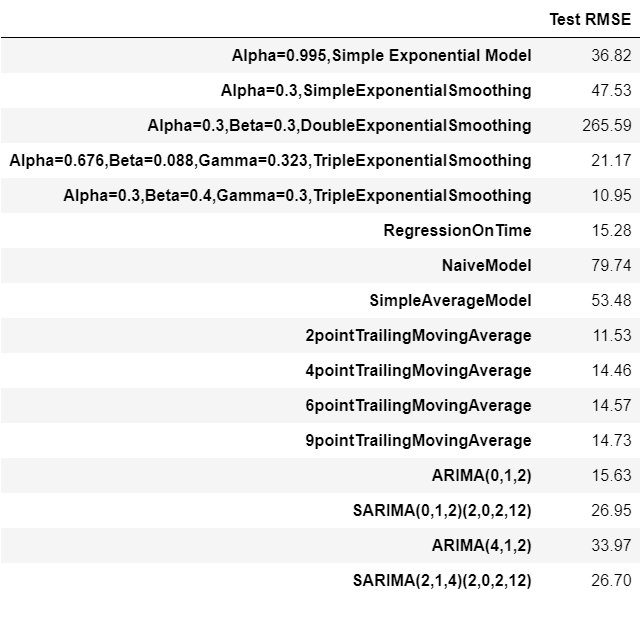 Test RMSE
Alpha=0.995,Simple Exponential Model 36.82
Alpha=0.3,SimpleExponentialSmoothing 47.53
Alpha=0.3,Beta=0.3,DoubleExponentialSmoothing 265.59
Alpha=0.676,Beta=0.088,Gamma=0.323,TripleExponentialSmoothing 21.17
Alpha=0.3,Beta=0.4,Gamma=0.3,TripleExponentialSmoothing 10.95
RegressionOnTime 15.28
NaiveModel 79.74
SimpleAverageModel 53.48
2pointTrailingMovingAverage 11.53
4pointTrailingMovingAverage 14.46
6pointTrailingMovingAverage 14.57
9pointTrailingMovingAverage 14.73
ARIMA(0,1,2) 15.63
SARIMA(0,1,2)(2,0,2,12) 26.95
ARIMA(4,1,2) 33.97
SARIMA(2,1,4)(2,0,2,12) 26.70